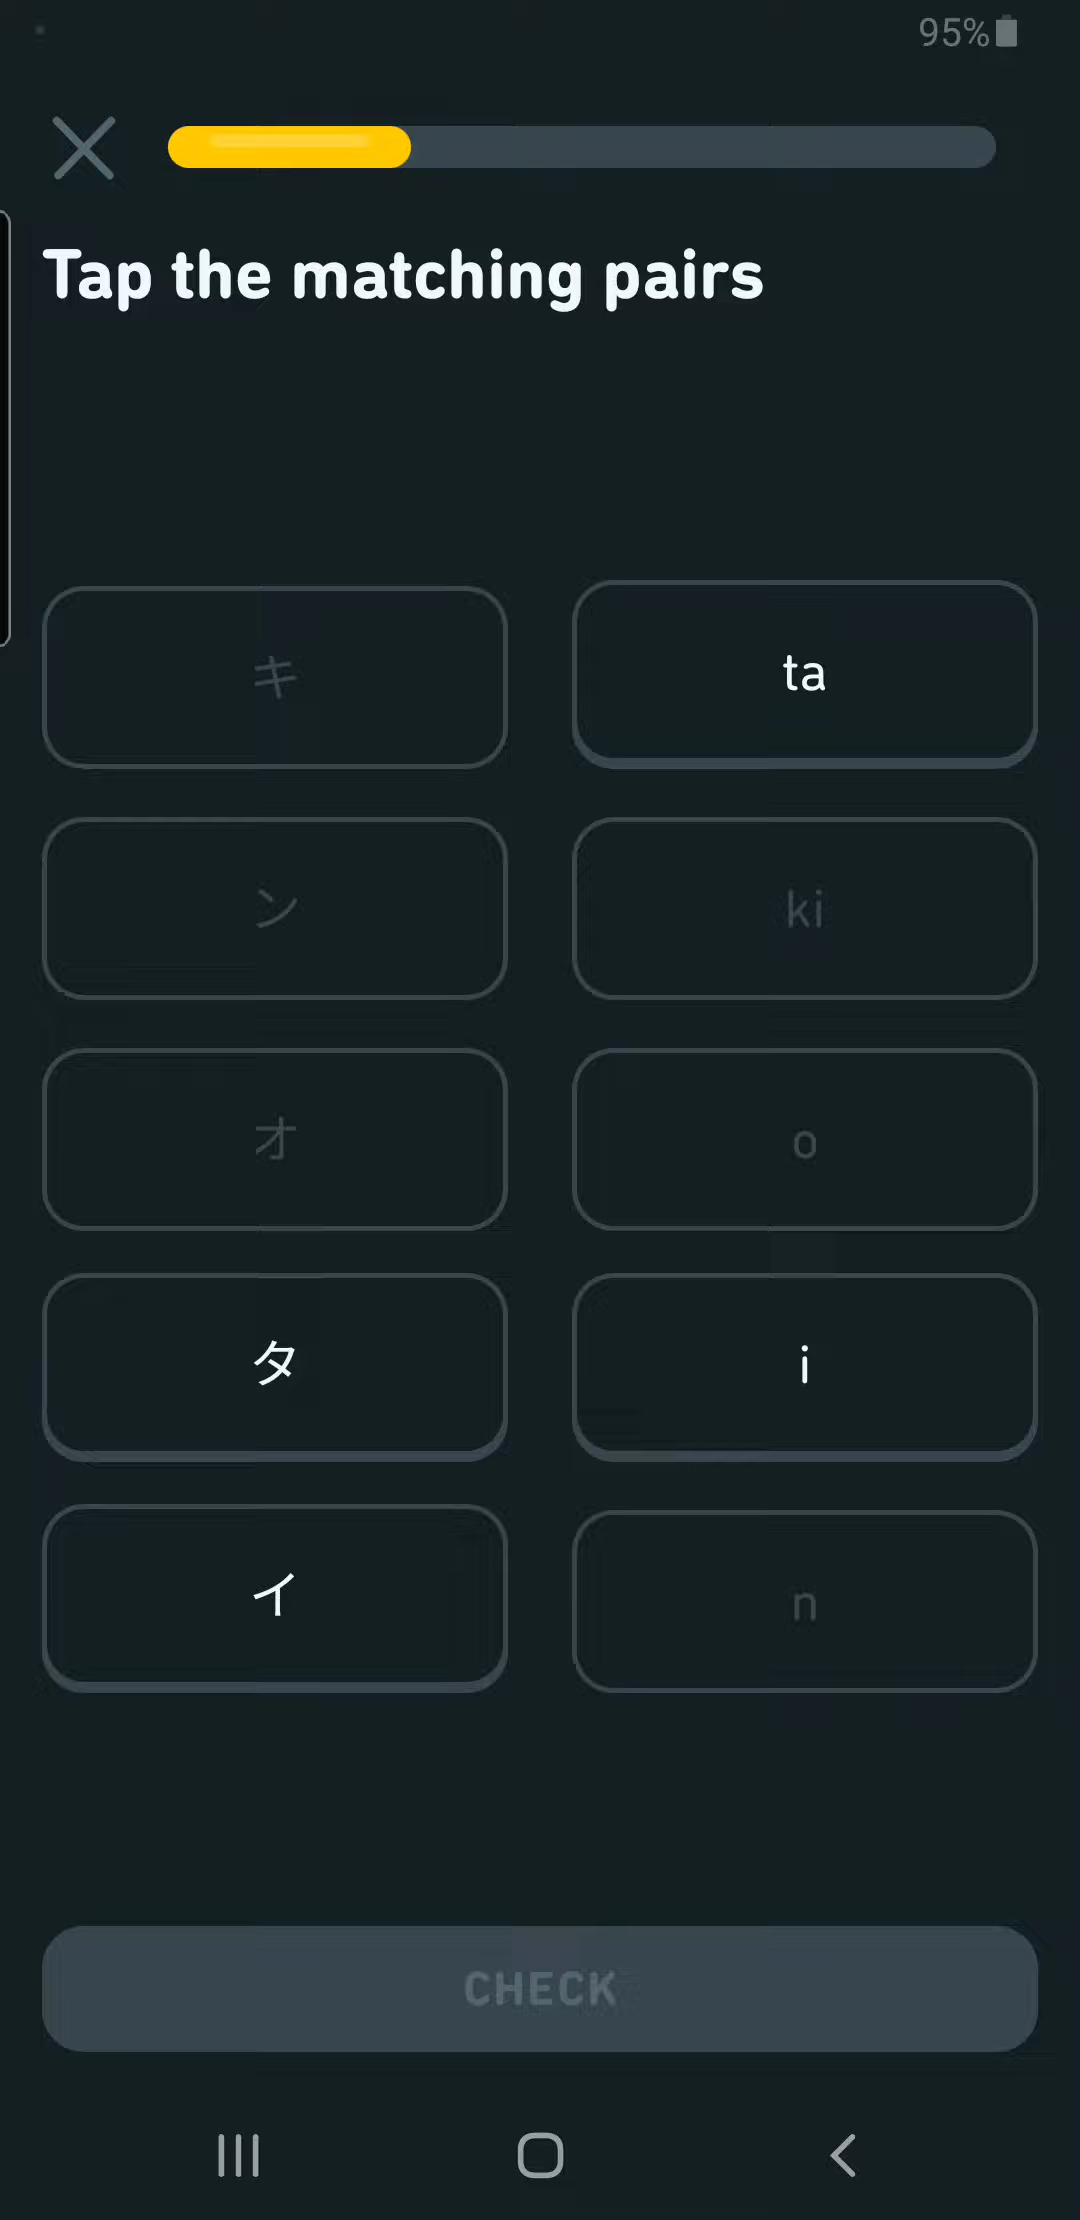 95%
Tap the matching pairs
キ
ta
ン
ki
オ
o
タ
i
イ
n
CHECK